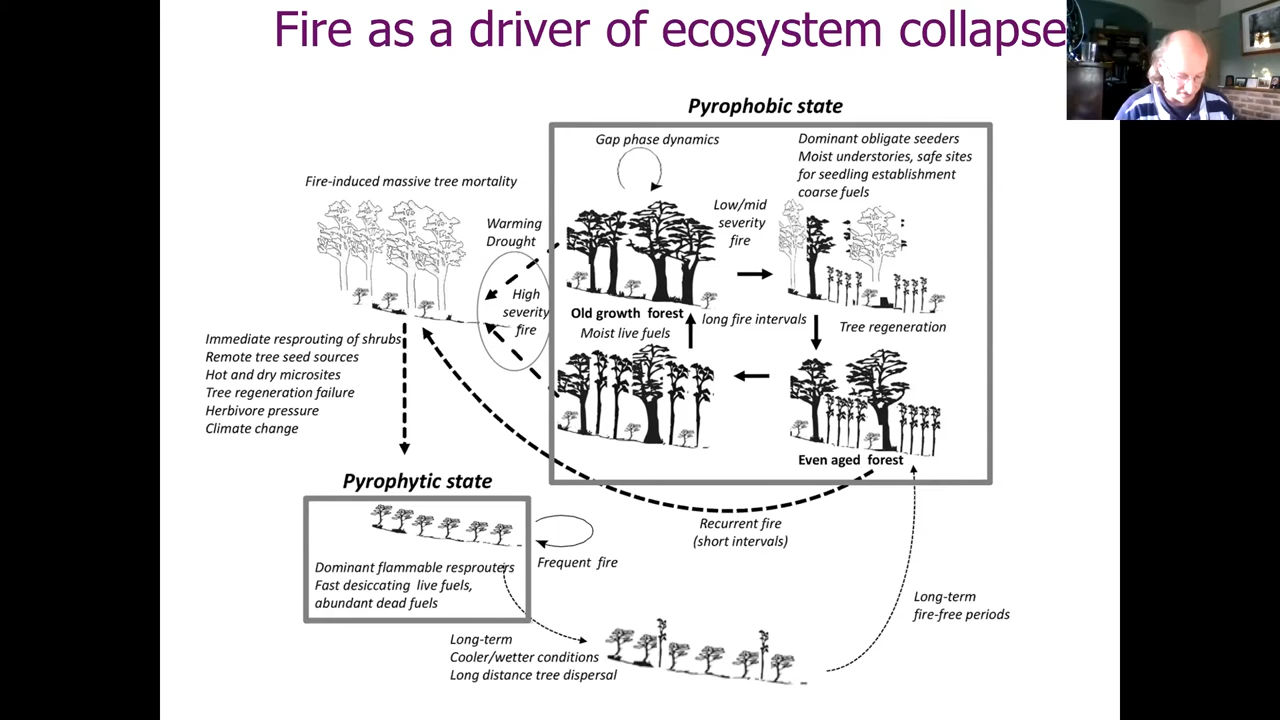 Fire as a driver of ecosystem collapse
Pyrophobic state
Gap phase dynamics
Dominant obligate seeders
Moist understories, safe sites
for seedling establishment
coarse fuels
Fire-induced massive tree mortality
Low/mid
severity
fire
Warming
Drought
High
severity
fire
Old growth forest
Moist live fuels
long fire intervals
Tree regeneration
Immediate resprouting of shrubs
Remote tree seed sources
Hot and dry microsites
Tree regeneration failure
Herbivore pressure
Climate change
Even aged forest
Pyrophytic state
Recurrent fire
(short intervals)
Frequent fire
Dominant flammable resprouters
Fast desiccating live fuels,
abundant dead fuels
Long-term
fire-free periods
Long-term
Cooler/wetter conditions
Long distance tree dispersal